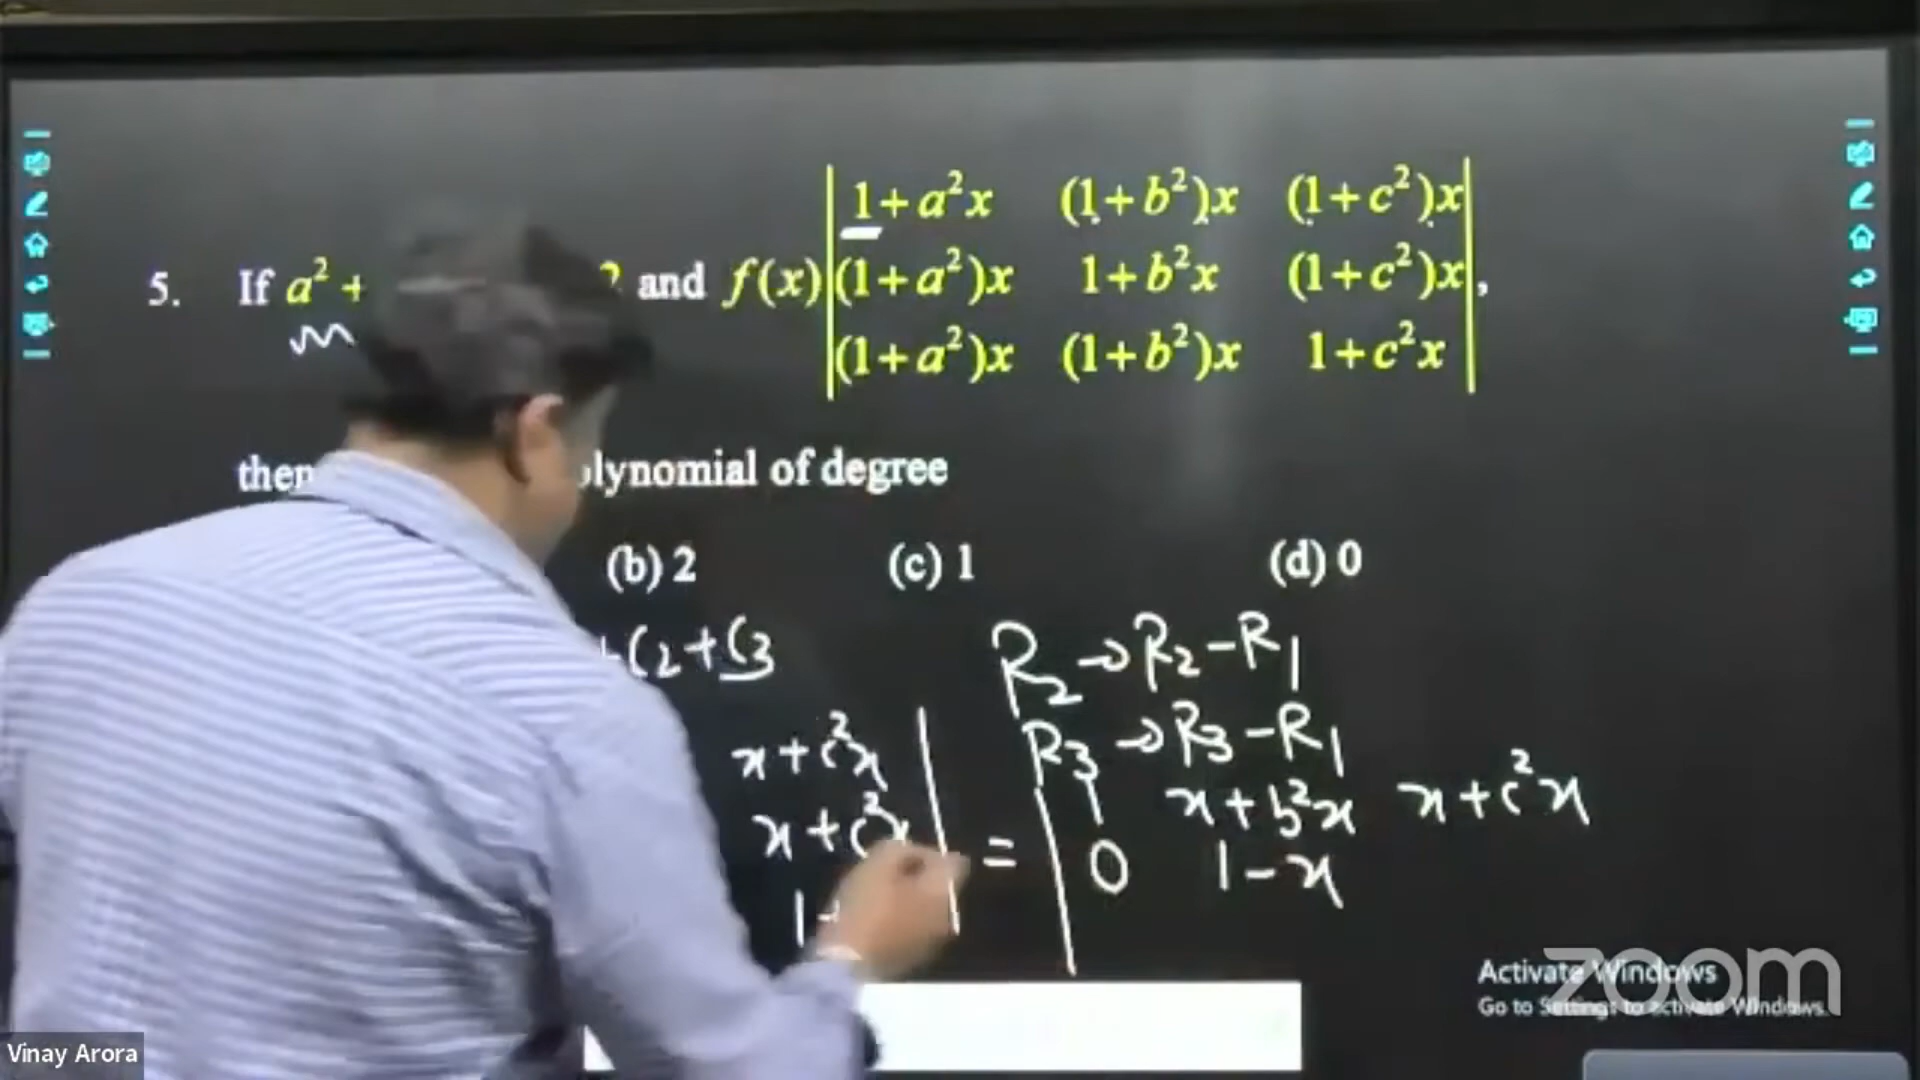 1+a²x (1+b²)x (1+c²)x
5. If a²+ 2 and f(x) (1+a²)x 1+b²x (1+c²)x,
(1+a²)x (1+b²)x 1+c²x
olynomial of degree
(b) 2 (c) 1 (d) 0
+C2+C3 R2→R2-R1
x+c²x R3→R3-R1
1 x+b²x x+c²x
x+c²x = 0 1-x
1+
Activate Windows
Go to Settings to activate Windows.
zoom
Vinay Arora